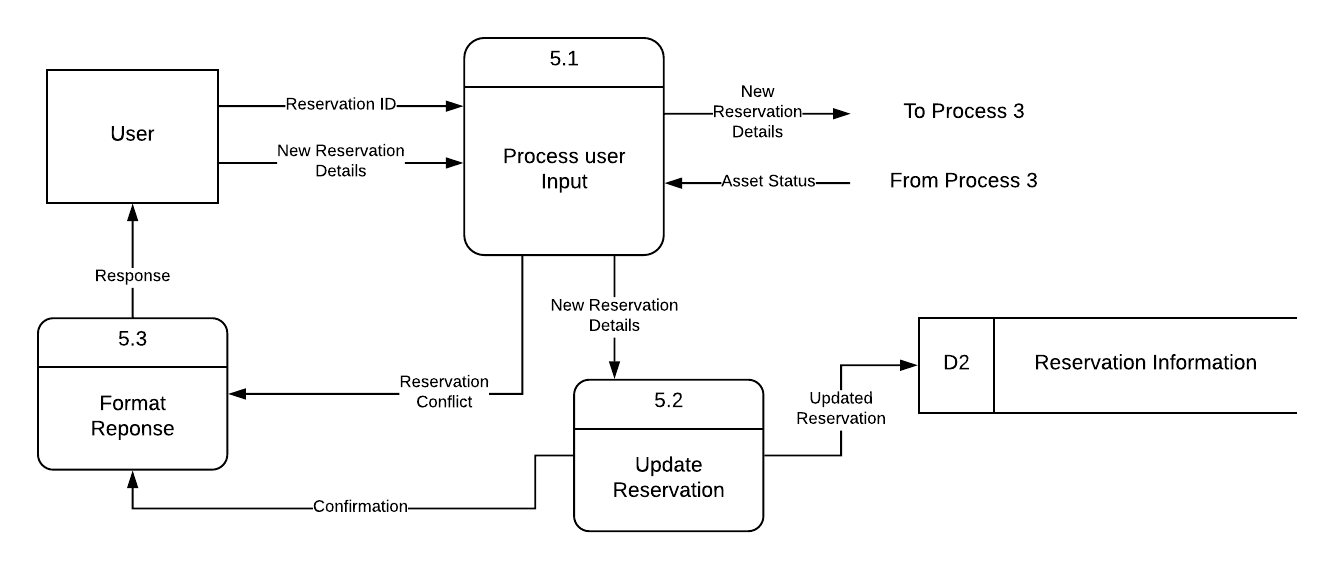 5.1
User
Reservation ID
New Reservation
Details
Process user
Input
New
Reservation
Details
To Process 3
Asset Status
From Process 3
Response
New Reservation
Details
5.3
Format
Reponse
Reservation
Conflict
5.2
Update
Reservation
Updated
Reservation
D2
Reservation Information
Confirmation